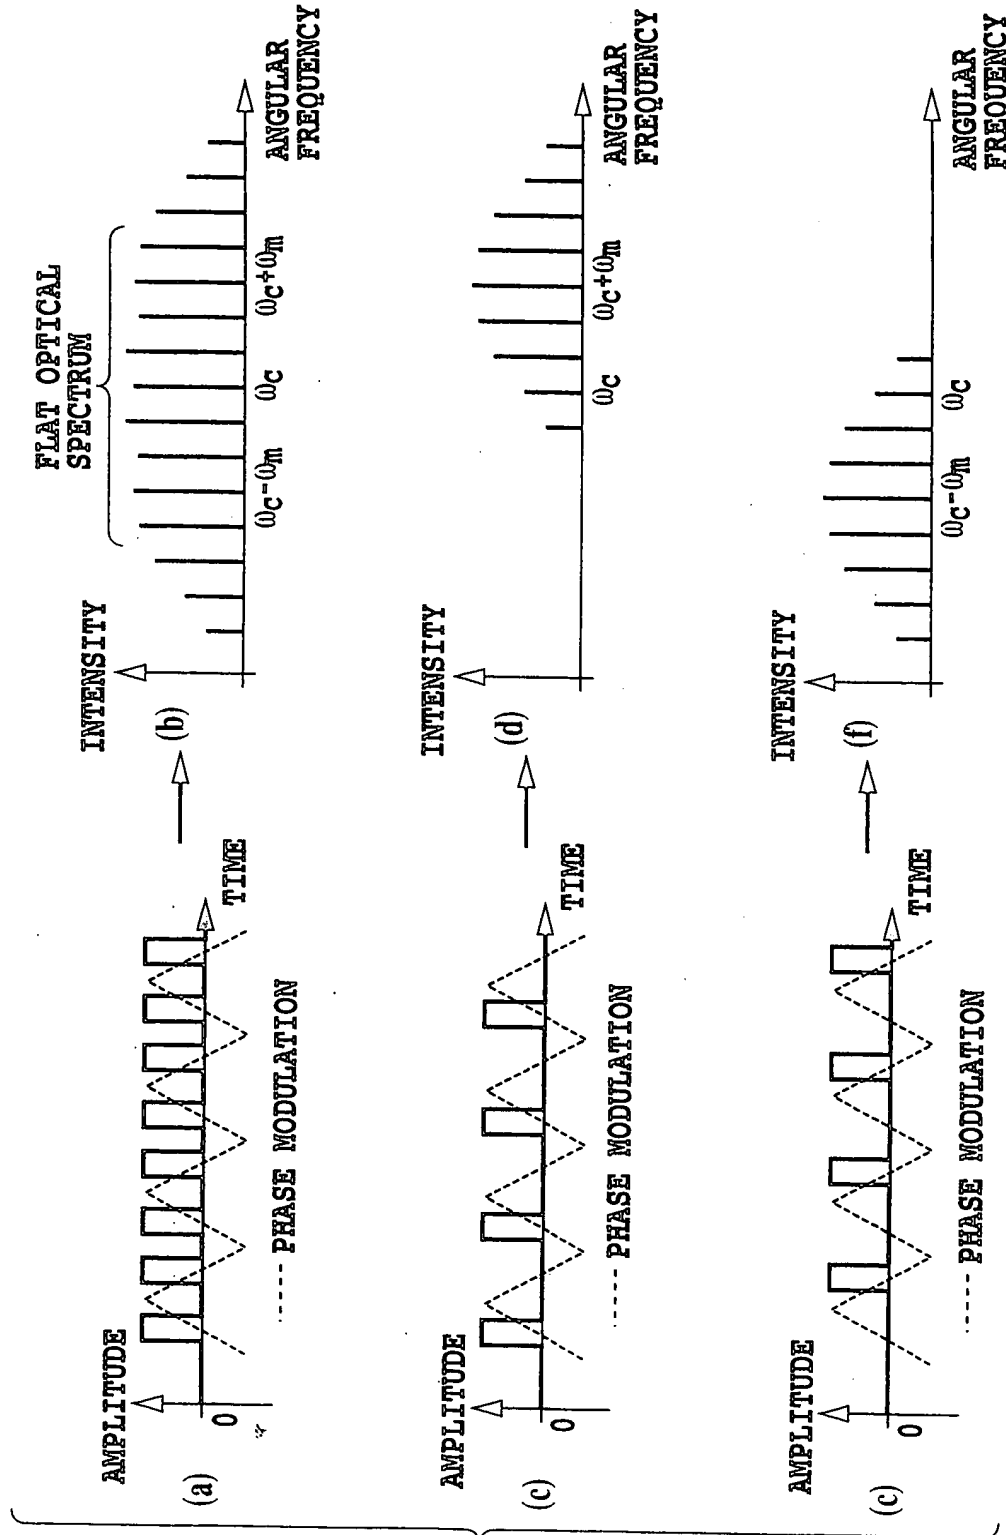 (a)
AMPLITUDE
0
TIME
----- PHASE MODULATION
(b)
INTENSITY
FLAT OPTICAL
SPECTRUM
ωc-ωm
ωc
ωc+ωm
ANGULAR
FREQUENCY
(c)
AMPLITUDE
0
TIME
----- PHASE MODULATION
(d)
INTENSITY
ωc
ωc+ωm
ANGULAR
FREQUENCY
(c)
AMPLITUDE
0
TIME
----- PHASE MODULATION
(f)
INTENSITY
ωc-ωm
ωc
ANGULAR
FREQUENCY